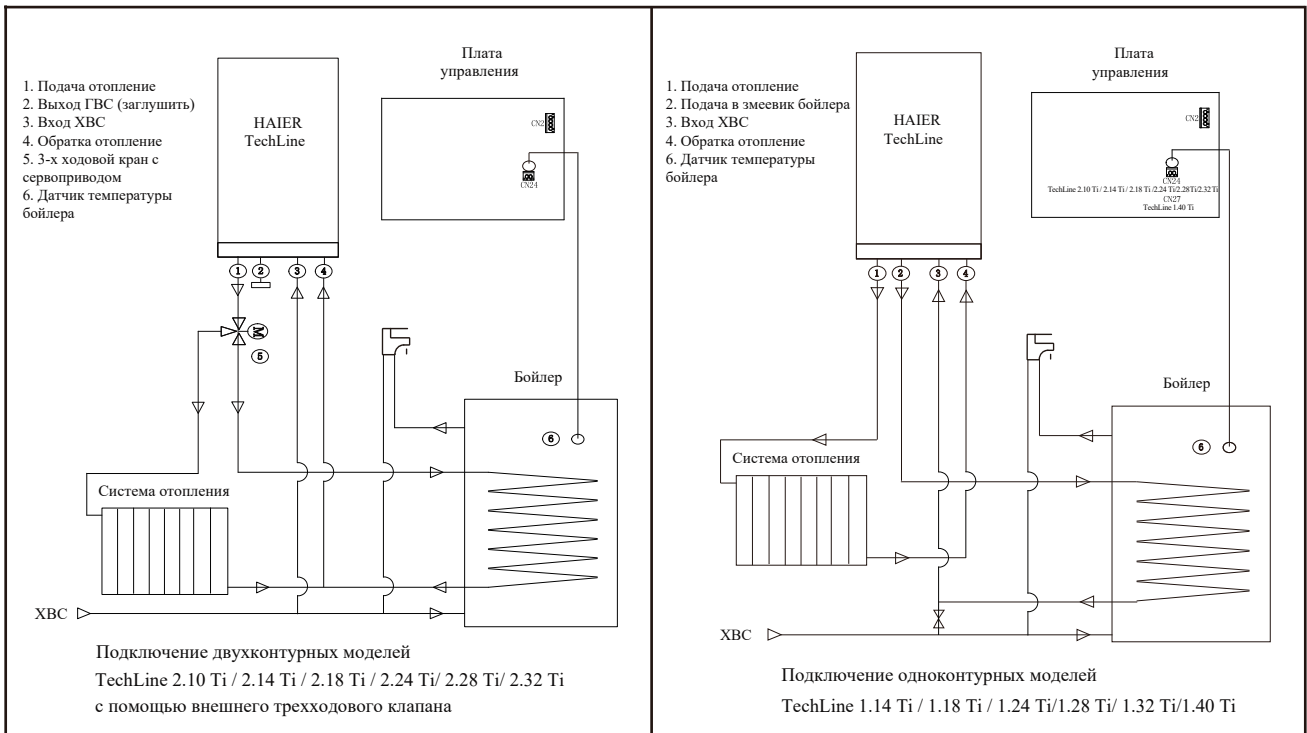 1. Подача отопление
2. Выход ГВС (заглушить)
3. Вход ХВС
4. Обратка отопление
5. 3-х ходовой кран с
сервоприводом
6. Датчик температуры
бойлера
HAIER
TechLine
Плата
управления
CN2
CN24
1
2
3
4
M
5
Бойлер
6
Система отопления
ХВС
Подключение двухконтурных моделей
TechLine 2.10 Ti / 2.14 Ti / 2.18 Ti / 2.24 Ti/ 2.28 Ti/ 2.32 Ti
с помощью внешнего трехходового клапана
1. Подача отопление
2. Подача в змеевик бойлера
3. Вход ХВС
4. Обратка отопление
6. Датчик температуры
бойлера
HAIER
TechLine
Плата
управления
CN2
CN24
TechLine 2.10 Ti / 2.14 Ti / 2.18 Ti /2.24 Ti/2.28Ti/2.32 Ti
CN27
TechLine 1.40 Ti
1
2
3
4
Бойлер
6
Система отопления
ХВС
Подключение одноконтурных моделей
TechLine 1.14 Ti / 1.18 Ti / 1.24 Ti/1.28 Ti/ 1.32 Ti/1.40 Ti